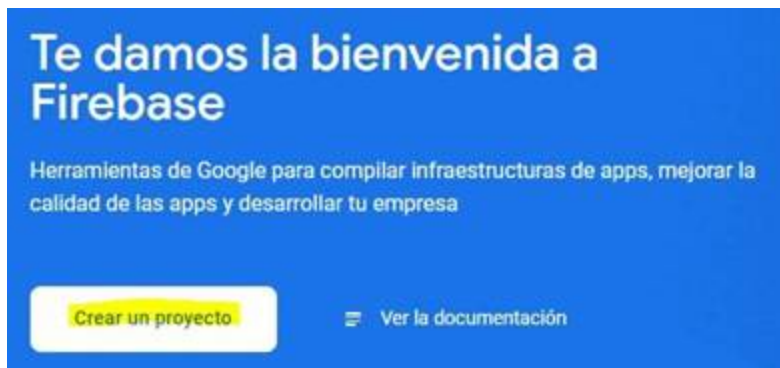 Te damos la bienvenida a
Firebase
Herramientas de Google para compilar infraestructuras de apps, mejorar la
calidad de las apps y desarrollar tu empresa
Crear un proyecto
Ver la documentación